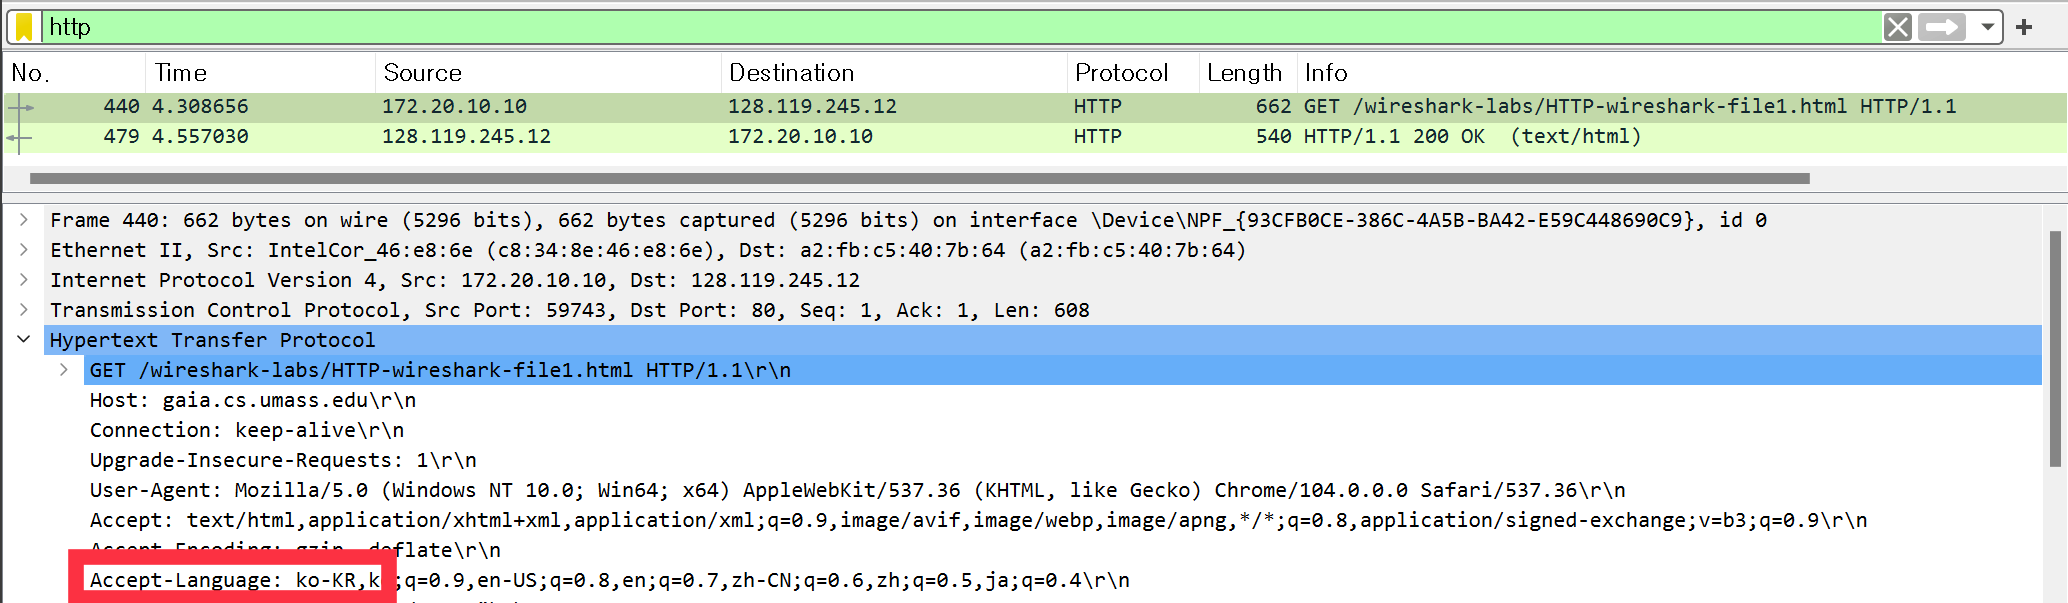 http
No. Time Source Destination Protocol Length Info
440 4.308656 172.20.10.10 128.119.245.12 HTTP 662 GET /wireshark-labs/HTTP-wireshark-file1.html HTTP/1.1
479 4.557030 128.119.245.12 172.20.10.10 HTTP 540 HTTP/1.1 200 OK (text/html)
Frame 440: 662 bytes on wire (5296 bits), 662 bytes captured (5296 bits) on interface \Device\NPF_{93CFB0CE-386C-4A5B-BA42-E59C448690C9}, id 0
Ethernet II, Src: IntelCor_46:e8:6e (c8:34:8e:46:e8:6e), Dst: a2:fb:c5:40:7b:64 (a2:fb:c5:40:7b:64)
Internet Protocol Version 4, Src: 172.20.10.10, Dst: 128.119.245.12
Transmission Control Protocol, Src Port: 59743, Dst Port: 80, Seq: 1, Ack: 1, Len: 608
Hypertext Transfer Protocol
GET /wireshark-labs/HTTP-wireshark-file1.html HTTP/1.1\r\n
Host: gaia.cs.umass.edu\r\n
Connection: keep-alive\r\n
Upgrade-Insecure-Requests: 1\r\n
User-Agent: Mozilla/5.0 (Windows NT 10.0; Win64; x64) AppleWebKit/537.36 (KHTML, like Gecko) Chrome/104.0.0.0 Safari/537.36\r\n
Accept: text/html,application/xhtml+xml,application/xml;q=0.9,image/avif,image/webp,image/apng,*/*;q=0.8,application/signed-exchange;v=b3;q=0.9\r\n
Accept-Encoding: gzip, deflate\r\n
Accept-Language: ko-KR,k ;q=0.9,en-US;q=0.8,en;q=0.7,zh-CN;q=0.6,zh;q=0.5,ja;q=0.4\r\n